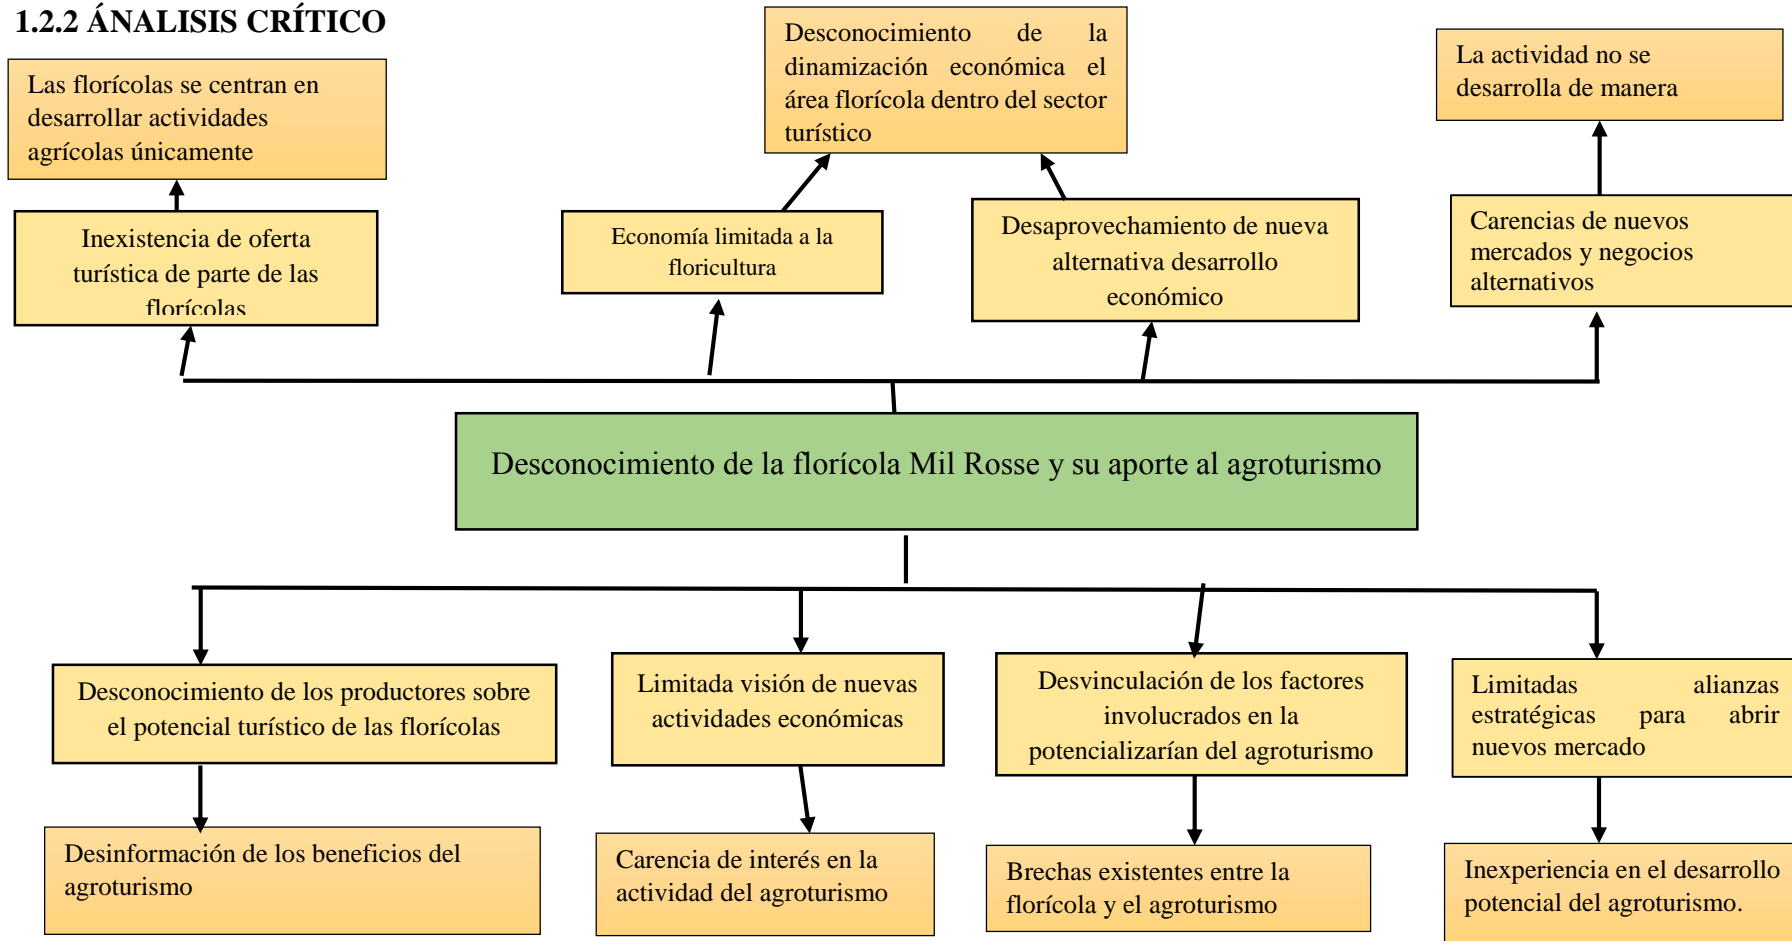 1.2.2 ÁNALISIS CRÍTICO
Las florícolas se centran en
desarrollar actividades
agrícolas únicamente
Desconocimiento de la
dinamización económica el
área florícola dentro del sector
turístico
La actividad no se
desarrolla de manera
Inexistencia de oferta
turística de parte de las
florícolas
Economía limitada a la
floricultura
Desaprovechamiento de nueva
alternativa desarrollo
económico
Carencias de nuevos
mercados y negocios
alternativos
Desconocimiento de la florícola Mil Rosse y su aporte al agroturismo
Desconocimiento de los productores sobre
el potencial turístico de las florícolas
Limitada visión de nuevas
actividades económicas
Desvinculación de los factores
involucrados en la
potencializarían del agroturismo
Limitadas alianzas
estratégicas para abrir
nuevos mercado
Desinformación de los beneficios del
agroturismo
Carencia de interés en la
actividad del agroturismo
Brechas existentes entre la
florícola y el agroturismo
Inexperiencia en el desarrollo
potencial del agroturismo.